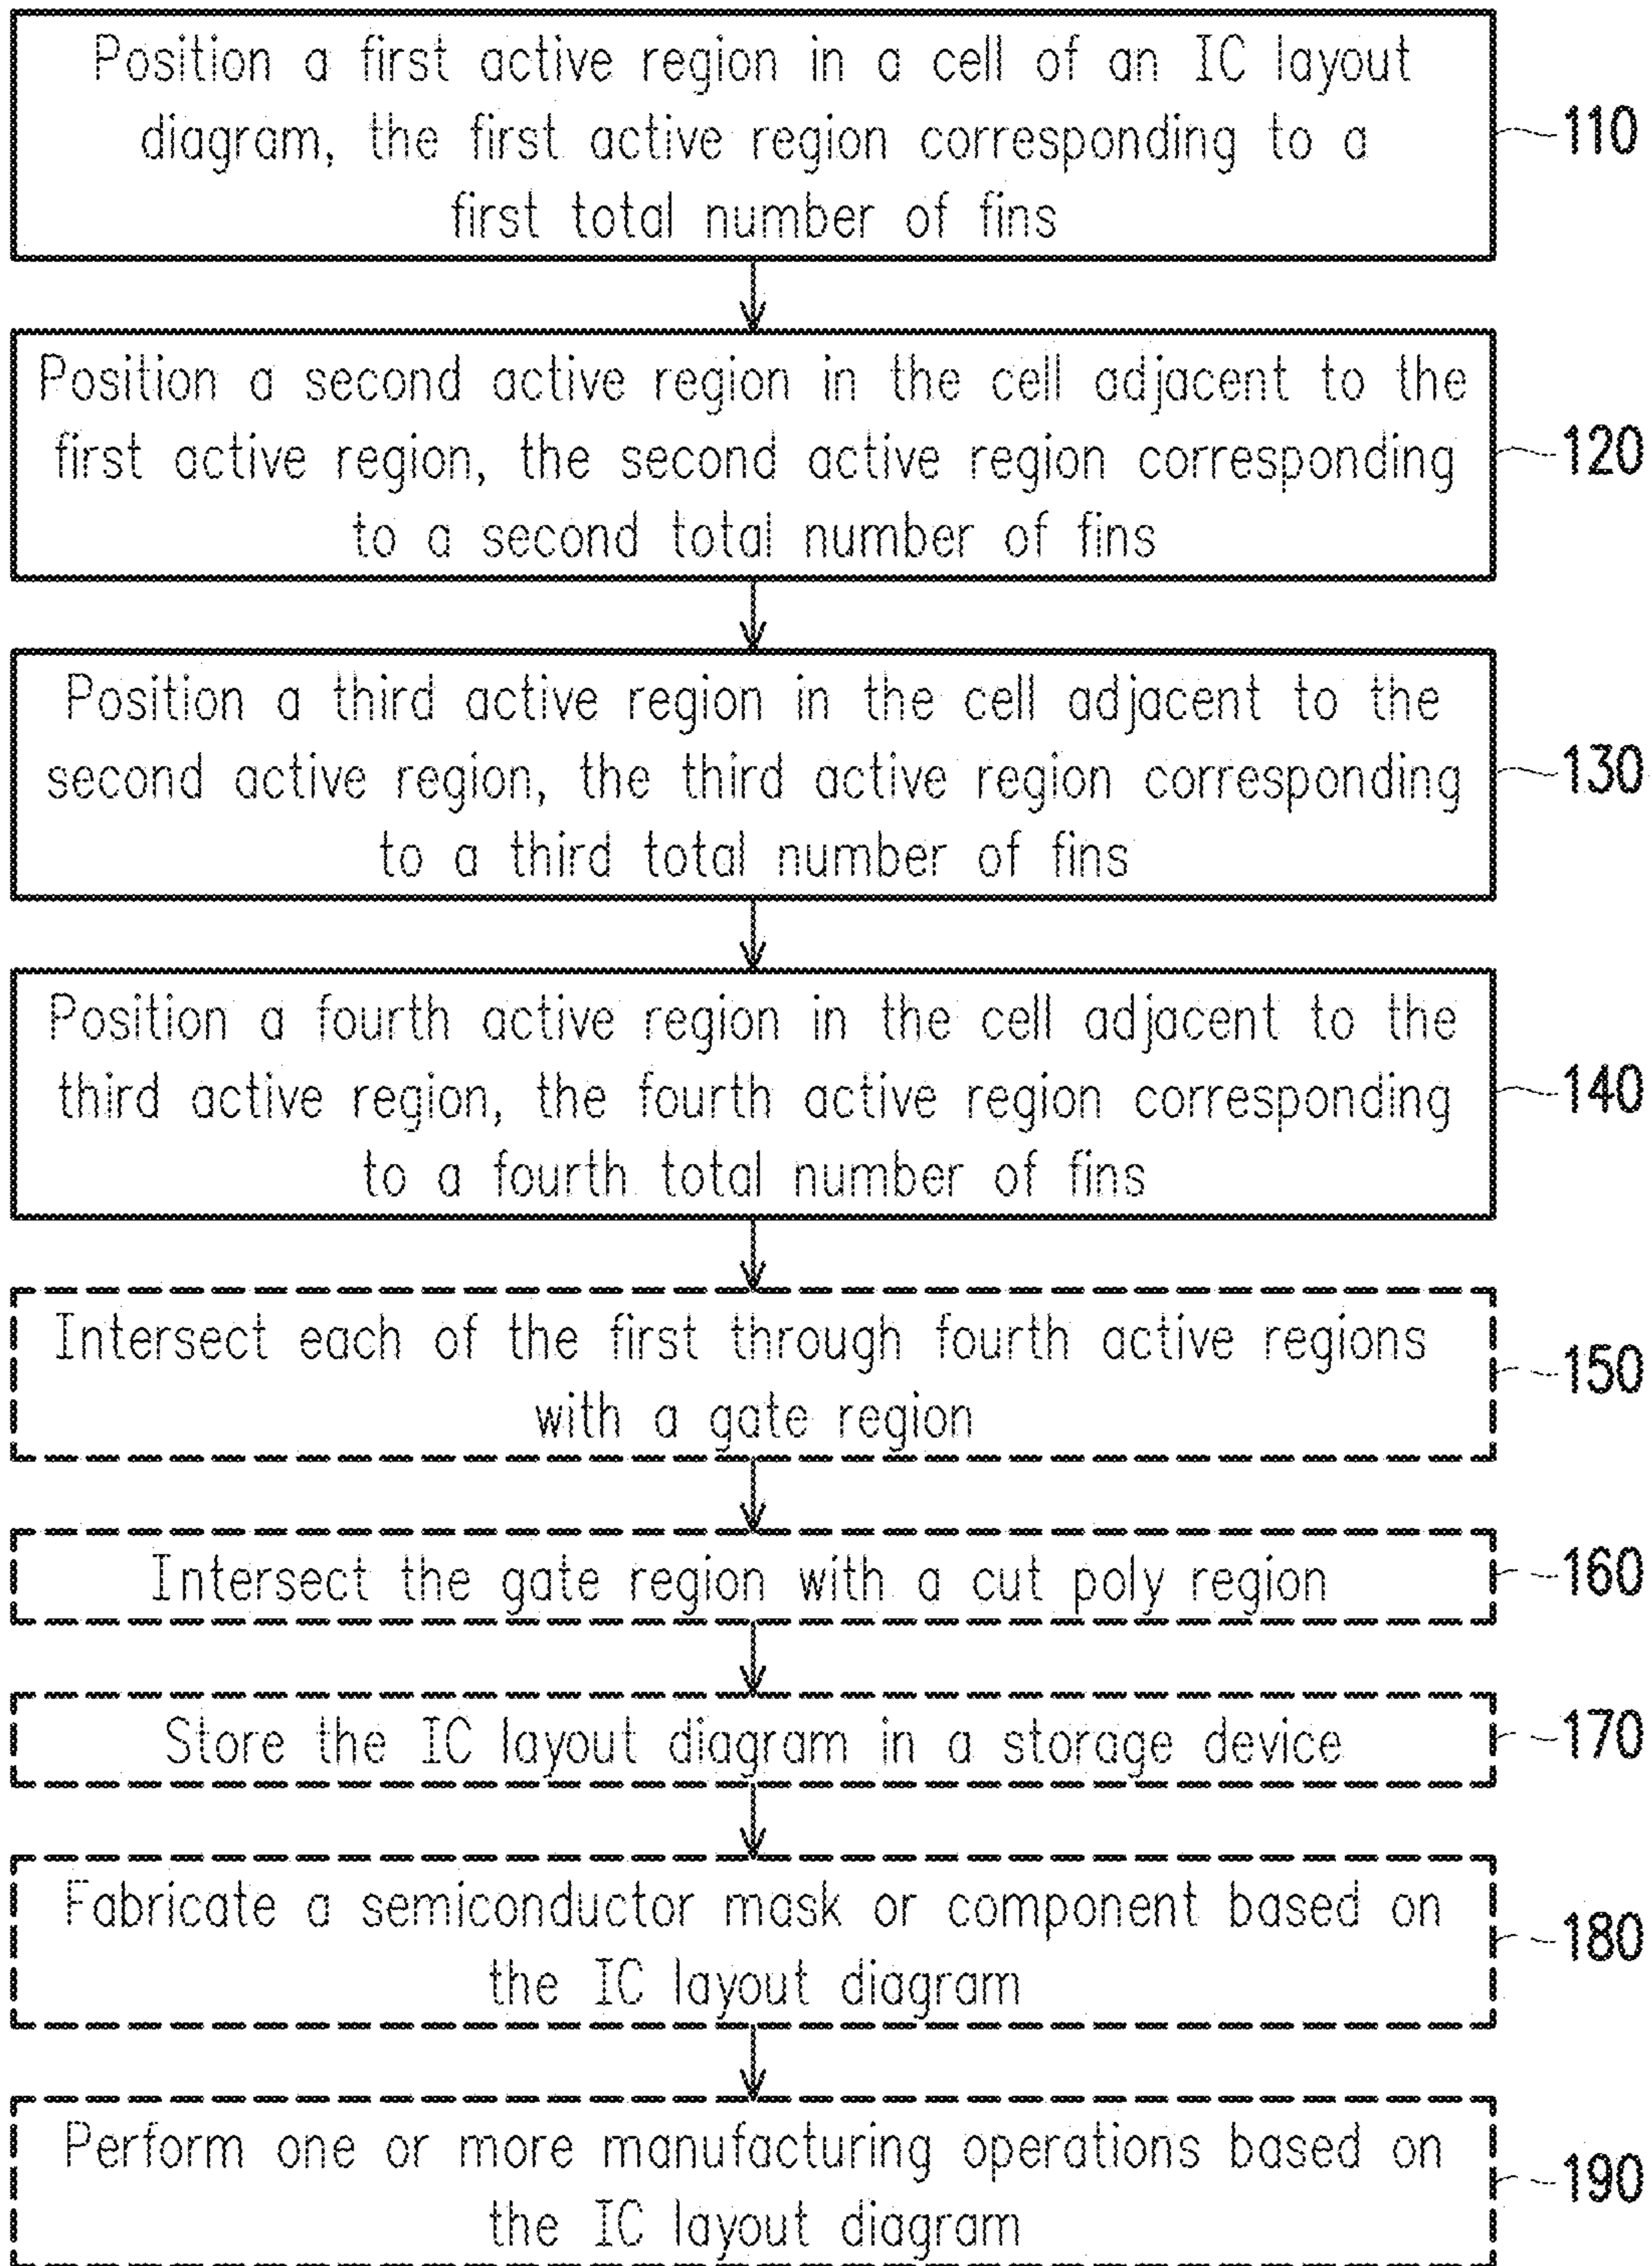 Position a first active region in a cell of an IC layout
diagram, the first active region corresponding to a
first total number of fins
110
Position a second active region in the cell adjacent to the
first active region, the second active region corresponding
to a second total number of fins
120
Position a third active region in the cell adjacent to the
second active region, the third active region corresponding
to a third total number of fins
130
Position a fourth active region in the cell adjacent to the
third active region, the fourth active region corresponding
to a fourth total number of fins
140
Intersect each of the first through fourth active regions
with a gate region
150
Intersect the gate region with a cut poly region
160
Store the IC layout diagram in a storage device
170
Fabricate a semiconductor mask or component based on
the IC layout diagram
180
Perform one or more manufacturing operations based on
the IC layout diagram
190